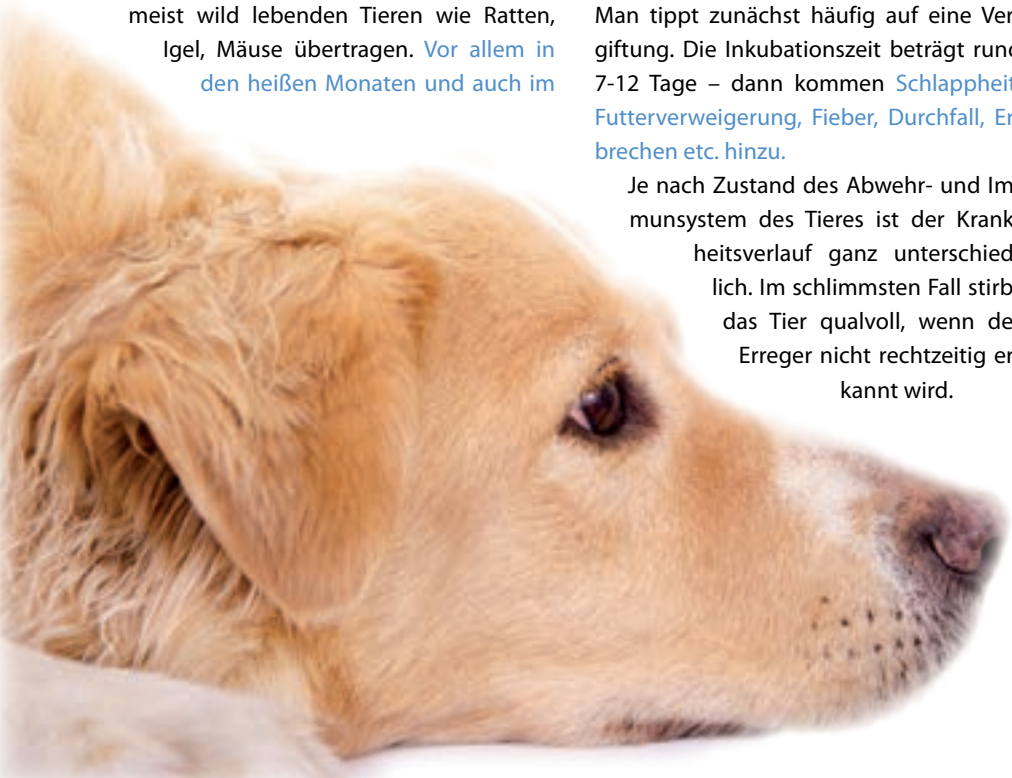 meist wild lebenden Tieren wie Ratten,
Igel, Mäuse übertragen. Vor allem in
den heißen Monaten und auch im
Man tippt zunächst häufig auf eine Ver
giftung. Die Inkubationszeit beträgt rund
7-12 Tage – dann kommen Schlappheit
Futterverweigerung, Fieber, Durchfall, Er
brechen etc. hinzu.
Je nach Zustand des Abwehr- und Im
munsystem des Tieres ist der Krank
heitsverlauf ganz unterschied
lich. Im schlimmsten Fall stirb
das Tier qualvoll, wenn de
Erreger nicht rechtzeitig er
kannt wird.